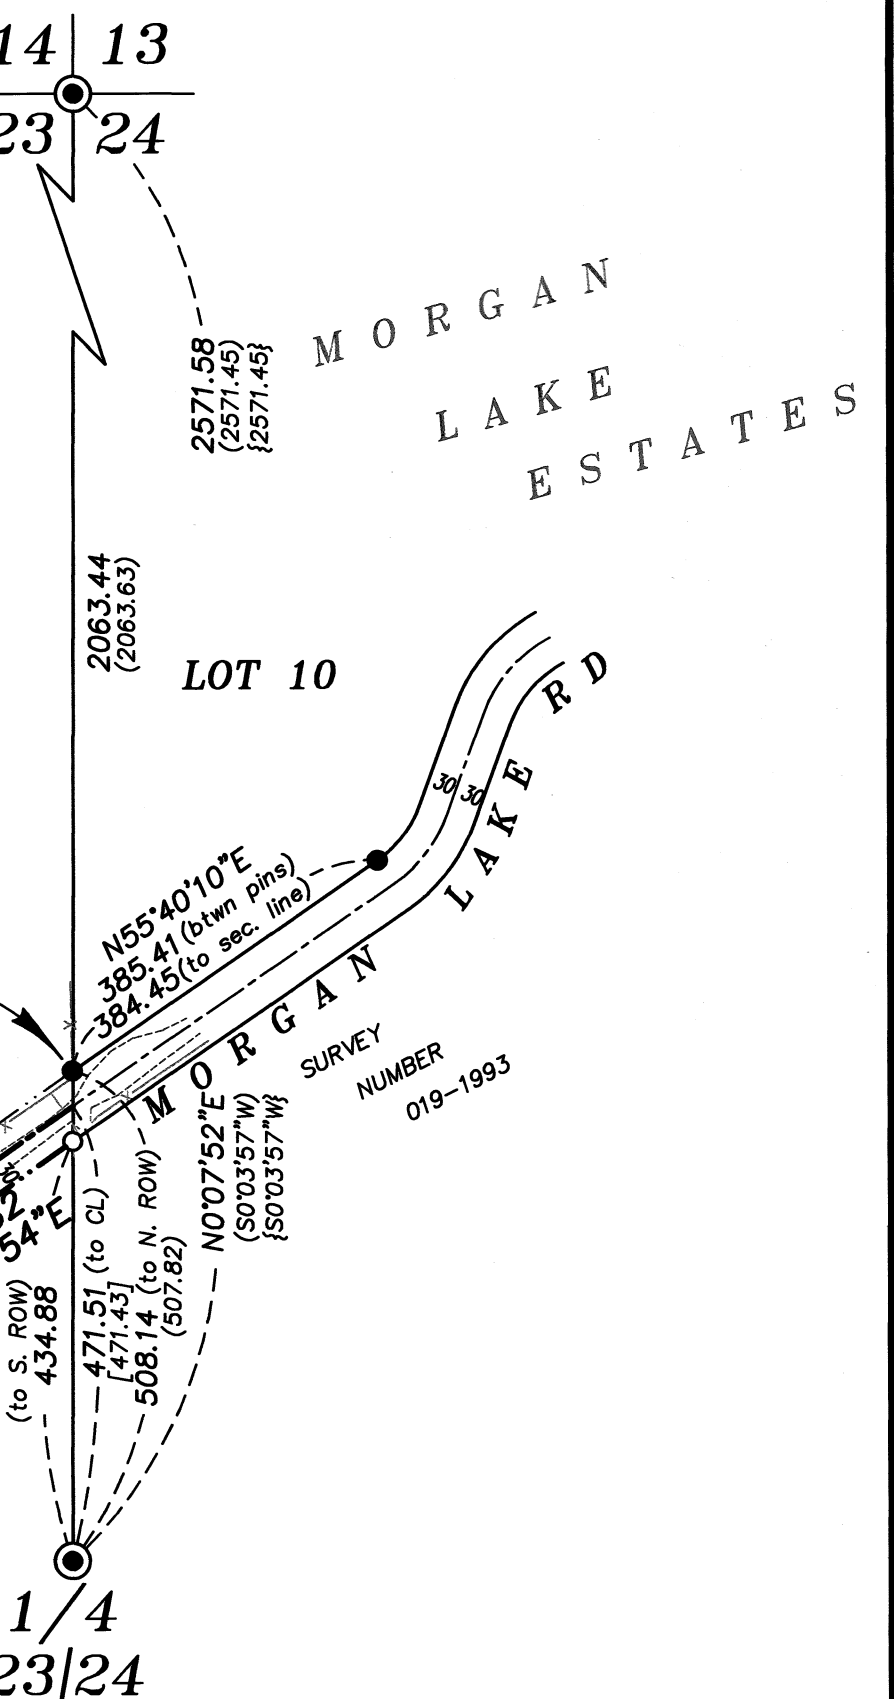 14 13
23 24
2571.58
(2571.45)
{2571.45}
MORGAN
LAKE
ESTATES
2063.44
(2063.63)
LOT 10
30 30
N55°40'10"E
385.41(btwn pins)
384.45(to sec. line)
MORGAN LAKE RD
SURVEY
NUMBER
019-1993
54"E
(to S. ROW)
434.88
471.51 (to CL)
[471.43]
508.14 (to N. ROW)
(507.82)
N0°07'52"E
(S0°03'57"W)
{S0°03'57"W}
1/4
23|24